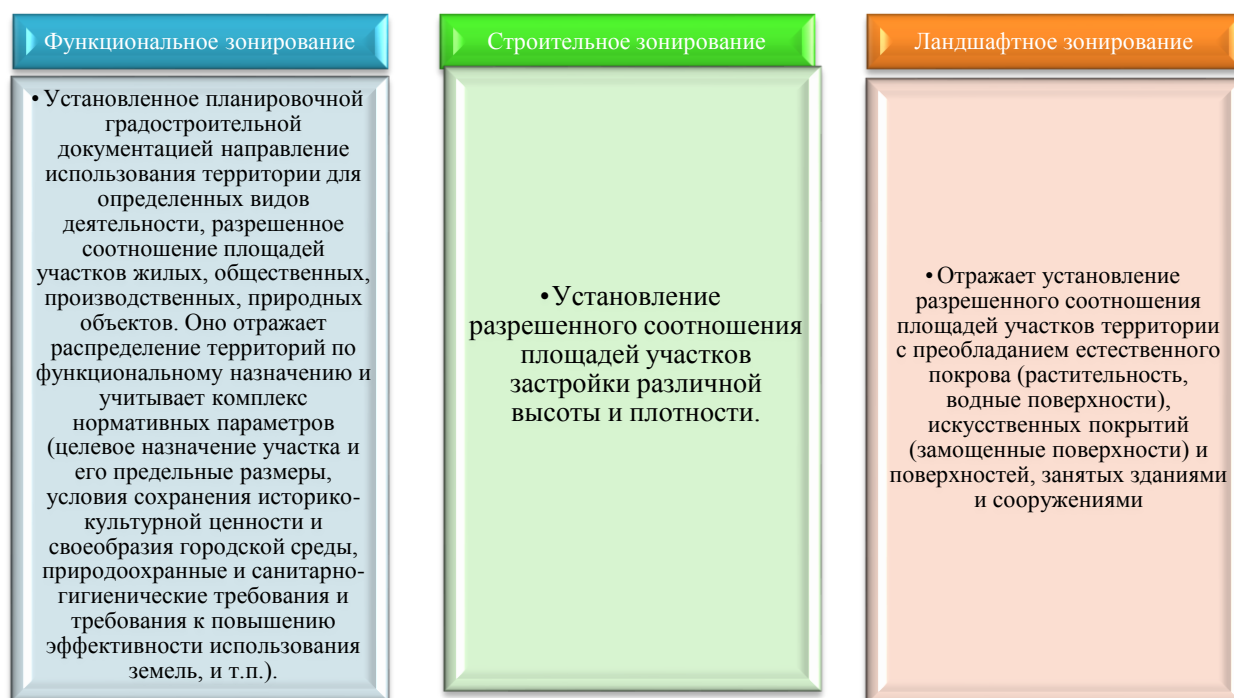 Функциональное зонирование
• Установленное планировочной
градостроительной
документацией направление
использования территории для
определенных видов
деятельности, разрешенное
соотношение площадей
участков жилых, общественных,
производственных, природных
объектов. Оно отражает
распределение территорий по
функциональному назначению и
учитывает комплекс
нормативных параметров
(целевое назначение участка и
его предельные размеры,
условия сохранения историко-
культурной ценности и
своеобразия городской среды,
природоохранные и санитарно-
гигиенические требования и
требования к повышению
эффективности использования
земель, и т.п.).
Строительное зонирование
• Установление
разрешенного соотношения
площадей участков
застройки различной
высоты и плотности.
Ландшафтное зонирование
• Отражает установление
разрешенного соотношения
площадей участков территории
с преобладанием естественного
покрова (растительность,
водные поверхности),
искусственных покрытий
(замощенные поверхности) и
поверхностей, занятых зданиями
и сооружениями